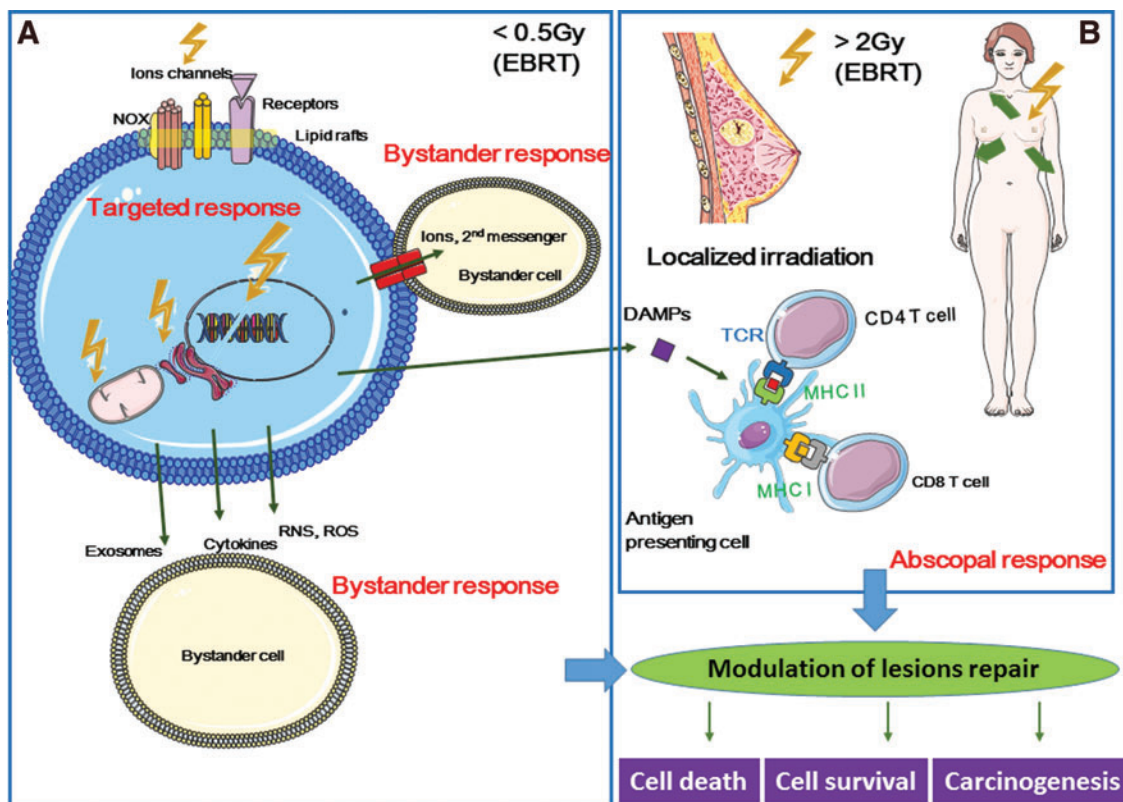 A
< 0.5Gy
(EBRT)
Ions channels
NOX
Receptors
Lipid rafts
Bystander response
Targeted response
Ions, 2nd messenger
Bystander cell
Exosomes
Cytokines
RNS, ROS
Bystander response
Bystander cell
B
> 2Gy
(EBRT)
Localized irradiation
DAMPs
TCR
CD4 T cell
MHC II
MHC I
CD8 T cell
Antigen
presenting cell
Abscopal response
Modulation of lesions repair
Cell death
Cell survival
Carcinogenesis